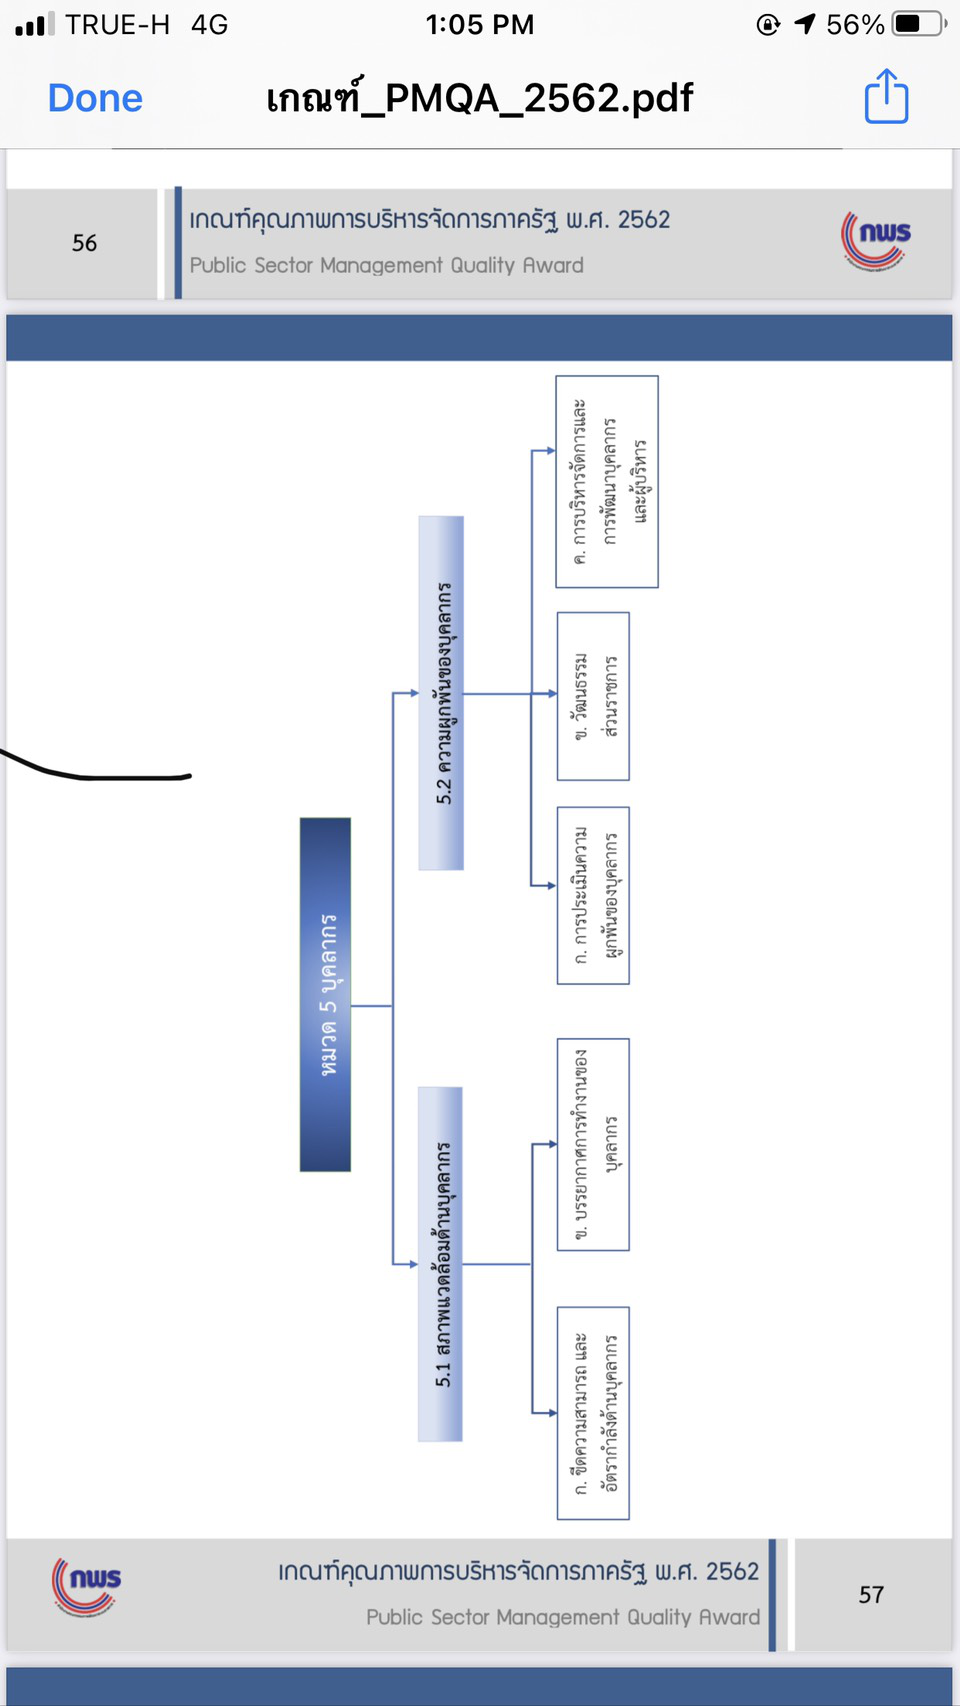 TRUE-H 4G 1:05 PM 56%
Done เกณฑ์_PMQA_2562.pdf
56
เกณฑ์คุณภาพการบริหารจัดการภาครัฐ พ.ศ. 2562
Public Sector Management Quality Award
กพร
หมวด 5 บุคลากร
5.1 สภาพแวดล้อมด้านบุคลากร
5.2 ความผูกพันของบุคลากร
ก. ขีดความสามารถ และ
อัตรากำลังด้านบุคลากร
ข. บรรยากาศการทำงานของ
บุคลากร
ก. การประเมินความ
ผูกพันของบุคลากร
ข. วัฒนธรรม
ส่วนราชการ
ค. การบริหารจัดการและ
การพัฒนาบุคลากร
และผู้บริหาร
กพร
เกณฑ์คุณภาพการบริหารจัดการภาครัฐ พ.ศ. 2562
Public Sector Management Quality Award
57